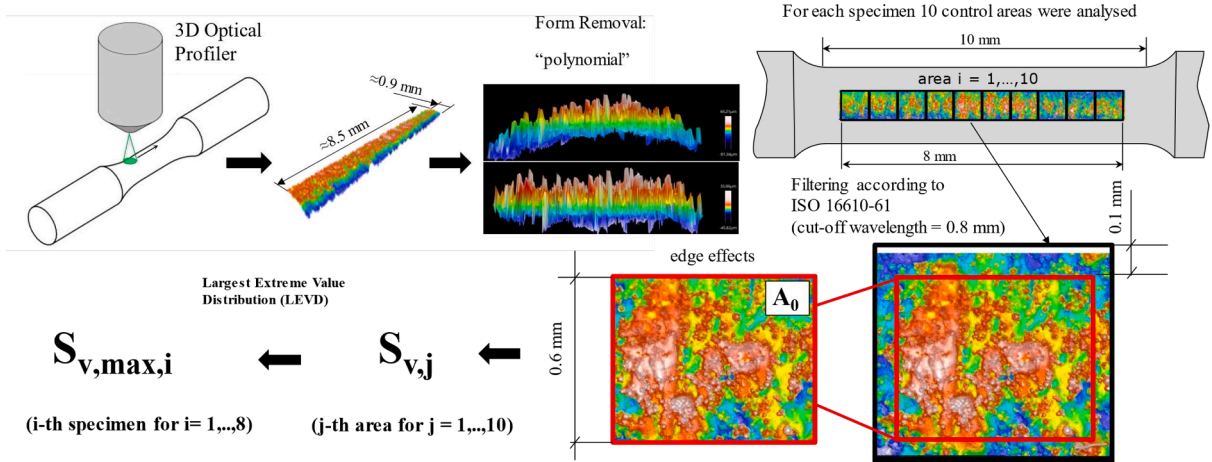 3D Optical
Profiler
≈0.9 mm
≈8.5 mm
Form Removal:
“polynomial”
For each specimen 10 control areas were analysed
10 mm
area i = 1,...,10
8 mm
Filtering according to
ISO 16610-61
(cut-off wavelength = 0.8 mm)
0.1 mm
edge effects
A0
0.6 mm
Largest Extreme Value
Distribution (LEVD)
Sv,max,i
Sv,j
(i-th specimen for i= 1,..,8)
(j-th area for j = 1,..,10)